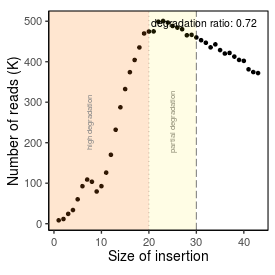 degradation ratio: 0.72
Number of reads (K)
500
400
300
200
100
0
high degradation
partial degradation
0
10
20
30
40
Size of insertion